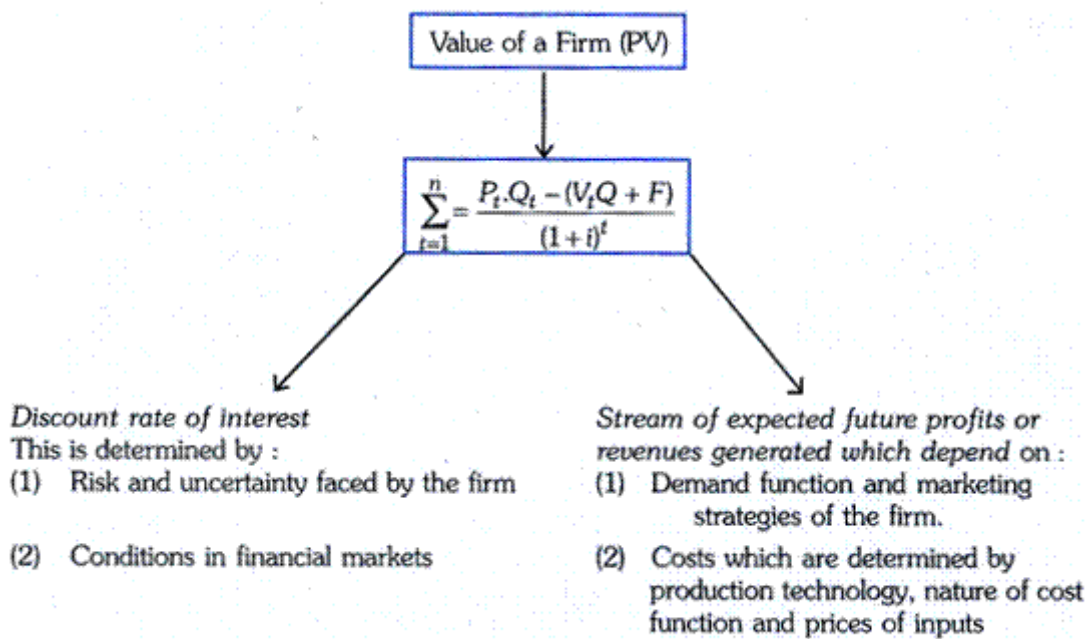 Value of a Firm (PV)
n
∑ = P_t.Q_t – (V_tQ + F) / (1 + i)^t
t=1
Discount rate of interest
This is determined by :
(1) Risk and uncertainty faced by the firm
(2) Conditions in financial markets
Stream of expected future profits or
revenues generated which depend on :
(1) Demand function and marketing
strategies of the firm.
(2) Costs which are determined by
production technology, nature of cost
function and prices of inputs